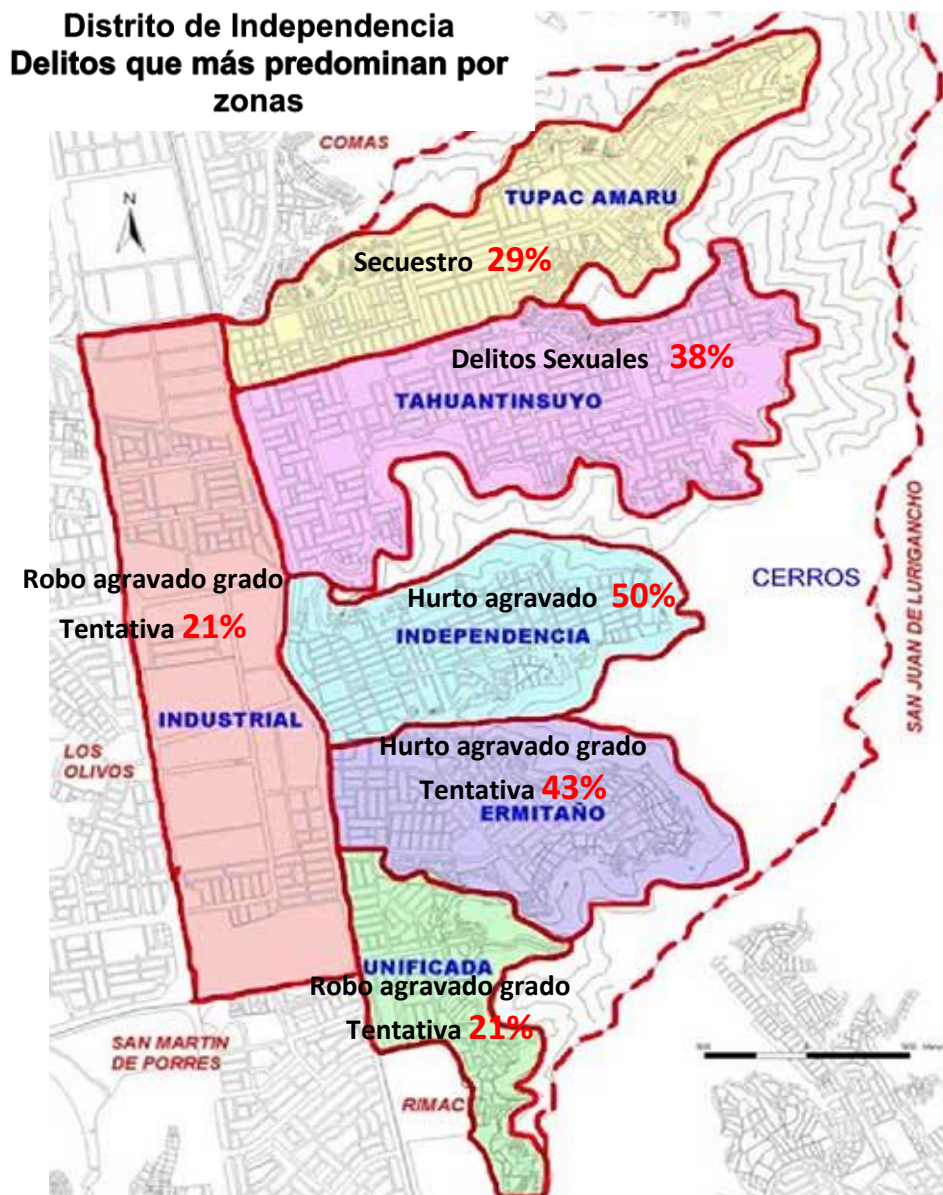 Distrito de Independencia
Delitos que más predominan por
zonas
COMAS
N
TUPAC AMARU
Secuestro 29%
Delitos Sexuales 38%
TAHUANTINSUYO
Robo agravado grado
Tentativa 21%
Hurto agravado 50%
INDEPENDENCIA
CERROS
SAN JUAN DE LURIGANCHO
INDUSTRIAL
LOS
OLIVOS
Hurto agravado grado
Tentativa 43%
ERMITAÑO
UNIFICADA
Robo agravado grado
Tentativa 21%
SAN MARTIN
DE PORRES
RIMAC